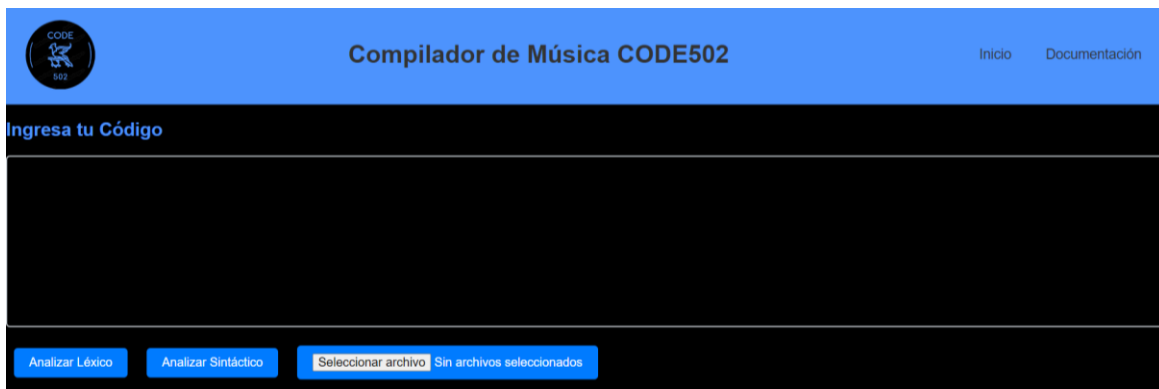 CODE
502
Compilador de Música CODE502
Inicio
Documentación
Ingresa tu Código
Analizar Léxico
Analizar Sintáctico
Seleccionar archivo Sin archivos seleccionados